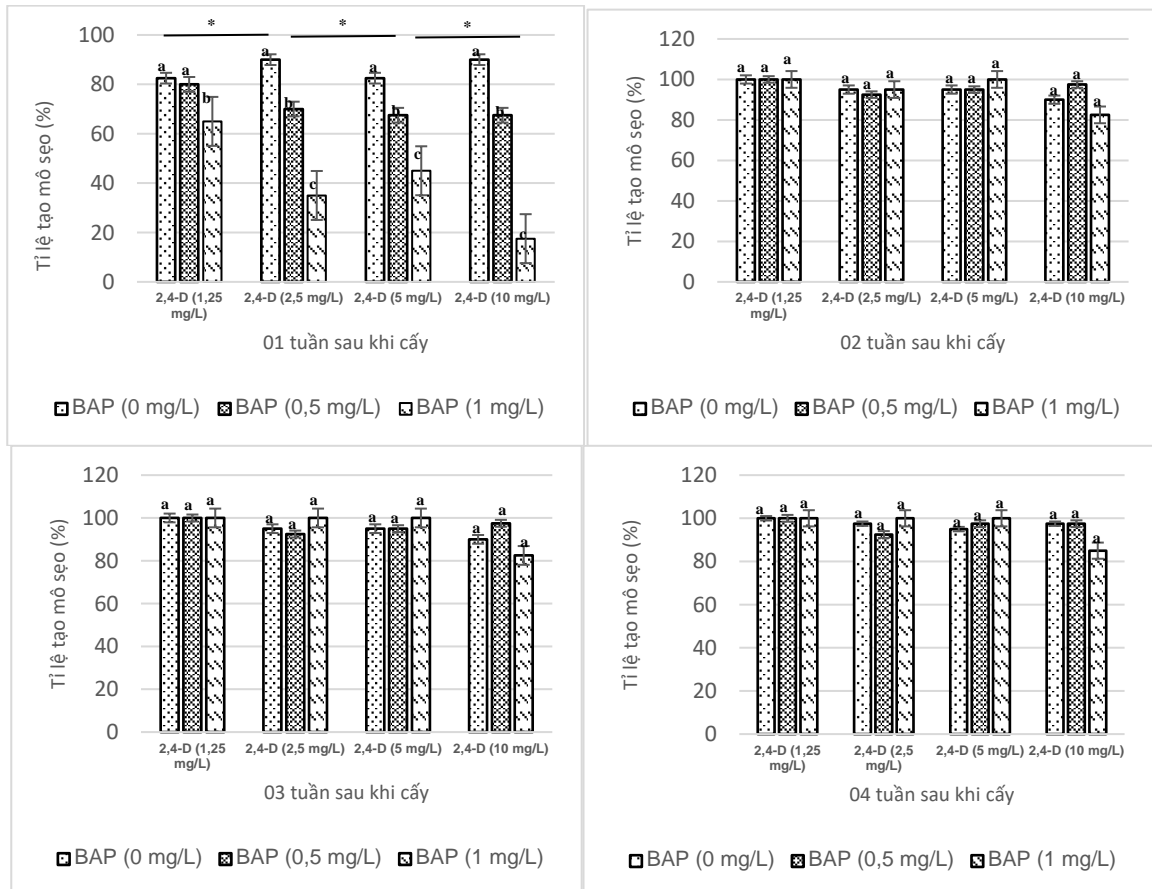 * * *
100
80
60
40
20
0
Tỉ lệ tạo mô sẹo (%)
a a b a b c a b c a b c
2,4-D (1,25 mg/L) 2,4-D (2,5 mg/L) 2,4-D (5 mg/L) 2,4-D (10 mg/L)
01 tuần sau khi cấy
BAP (0 mg/L) BAP (0,5 mg/L) BAP (1 mg/L)
120
100
80
60
40
20
0
Tỉ lệ tạo mô sẹo (%)
a a a a a a a a a a a a
2,4-D (1,25 mg/L) 2,4-D (2,5 mg/L) 2,4-D (5 mg/L) 2,4-D (10 mg/L)
02 tuần sau khi cấy
BAP (0 mg/L) BAP (0,5 mg/L) BAP (1 mg/L)
120
100
80
60
40
20
0
Tỉ lệ tạo mô sẹo (%)
a a a a a a a a a a a a
2,4-D (1,25 mg/L) 2,4-D (2,5 mg/L) 2,4-D (5 mg/L) 2,4-D (10 mg/L)
03 tuần sau khi cấy
BAP (0 mg/L) BAP (0,5 mg/L) BAP (1 mg/L)
120
100
80
60
40
20
0
Tỉ lệ tạo mô sẹo (%)
a a a a a a a a a a a a
2,4-D (1,25 mg/L) 2,4-D (2,5 mg/L) 2,4-D (5 mg/L) 2,4-D (10 mg/L)
04 tuần sau khi cấy
BAP (0 mg/L) BAP (0,5 mg/L) BAP (1 mg/L)